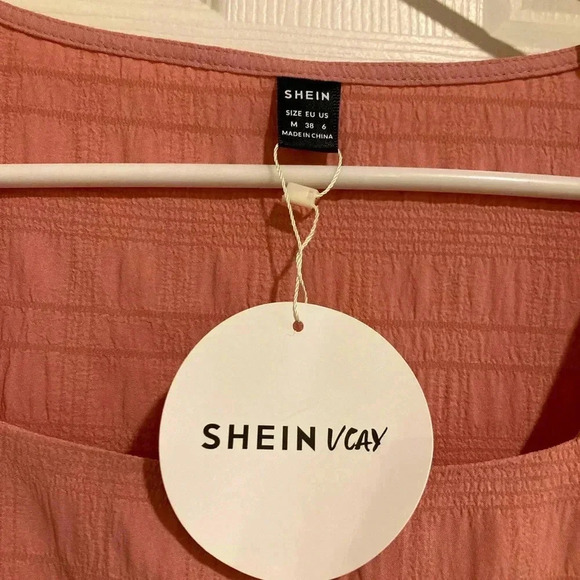 SHEIN
SIZE EU US
M 38 6
MADE IN CHINA
SHEIN VCAY